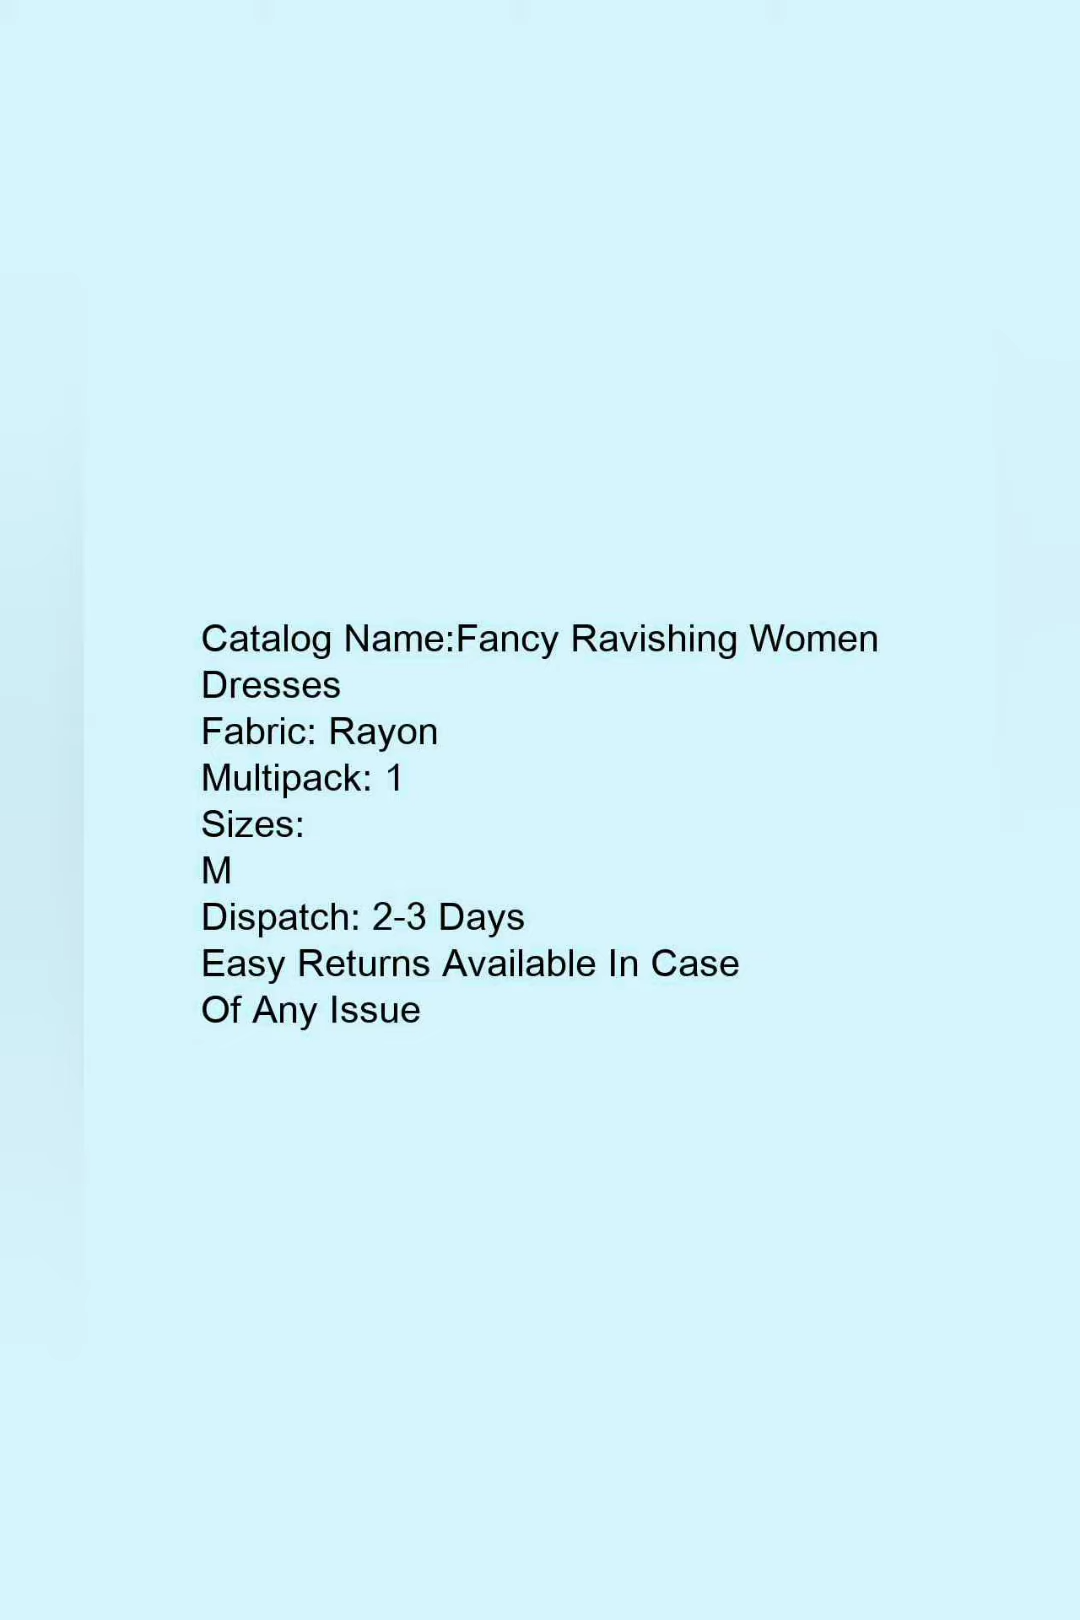 Catalog Name:Fancy Ravishing Women
Dresses
Fabric: Rayon
Multipack: 1
Sizes:
M
Dispatch: 2-3 Days
Easy Returns Available In Case
Of Any Issue